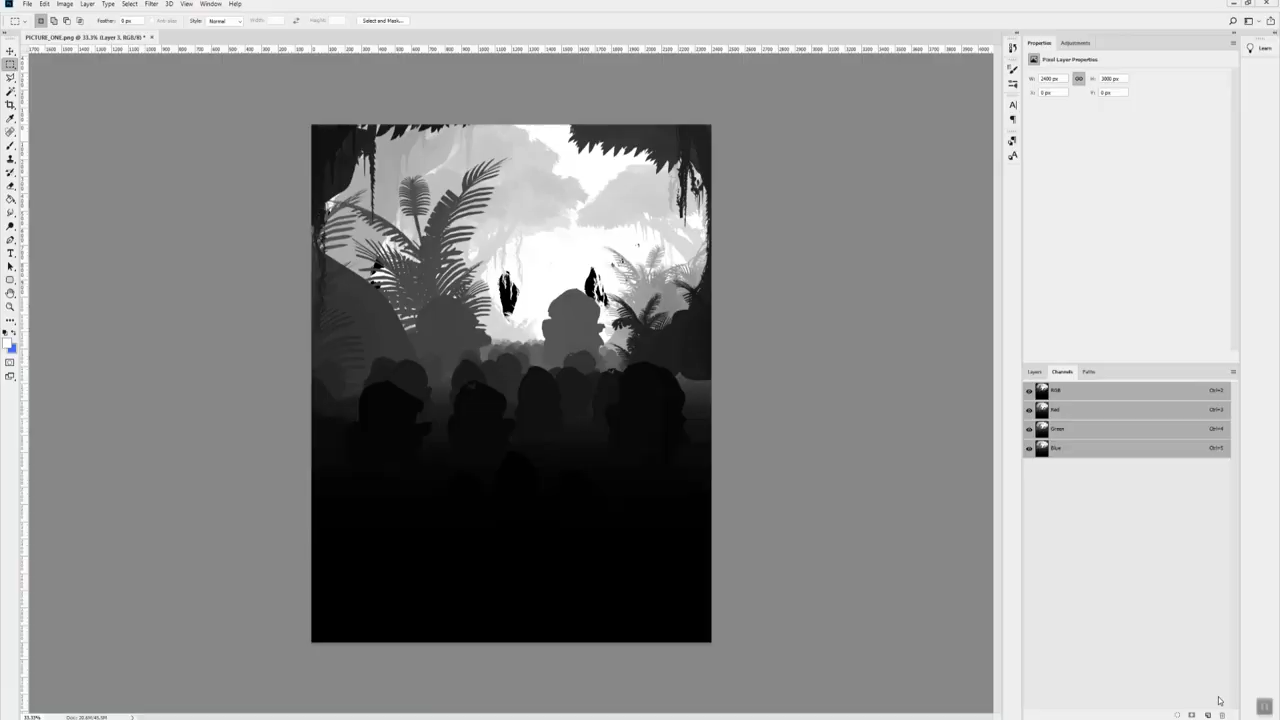 File Edit Image Layer Type Select Filter 3D View Window Help
Feather: 0 px Anti-alias Style: Normal Width: Height: Select and Mask...
PICTURE_ONE.png @ 33.3% (Layer 3, RGB/8) *
Properties Adjustments
Learn
Pixel Layer Properties
W: 2400 px H: 3000 px
X: 0 px Y: 0 px
Layers Channels Paths
RGB Ctrl+2
Red Ctrl+3
Green Ctrl+4
Blue Ctrl+5
33.33%